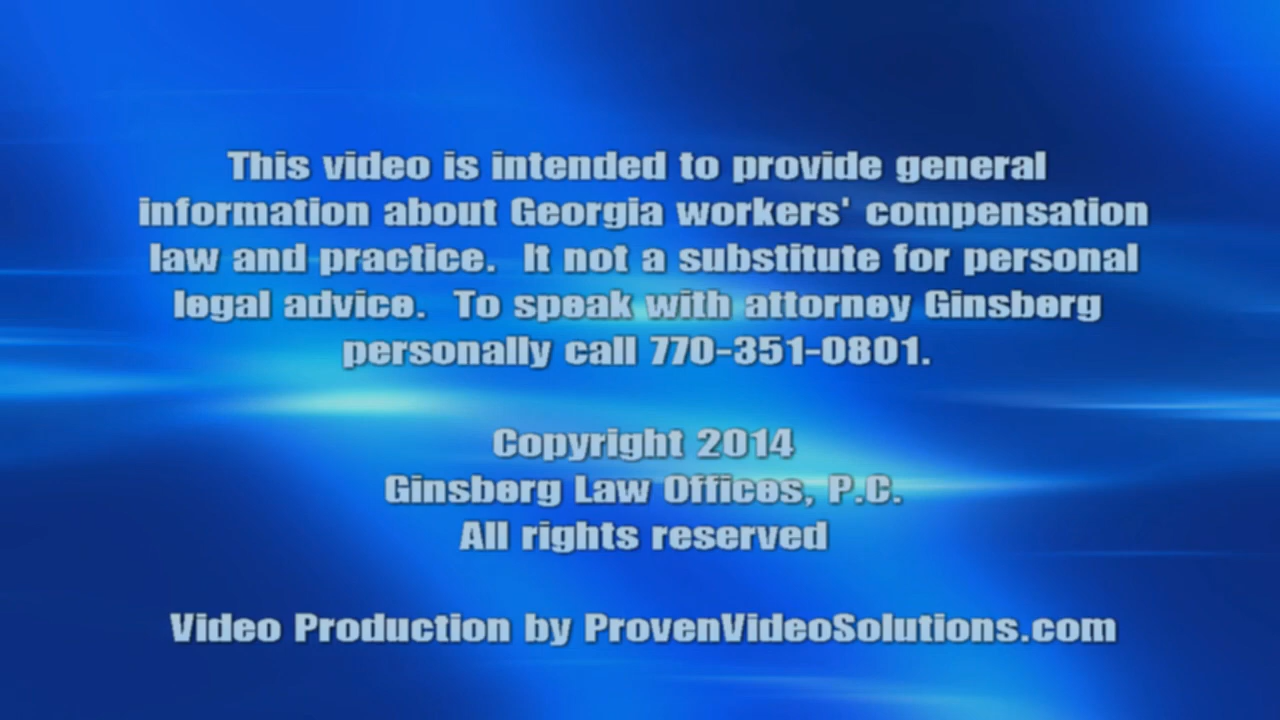 This video is intended to provide general
information about Georgia workers' compensation
law and practice.  It not a substitute for personal
legal advice.  To speak with attorney Ginsberg
personally call 770-351-0801.
Copyright 2014
Ginsberg Law Offices, P.C.
All rights reserved
Video Production by ProvenVideoSolutions.com